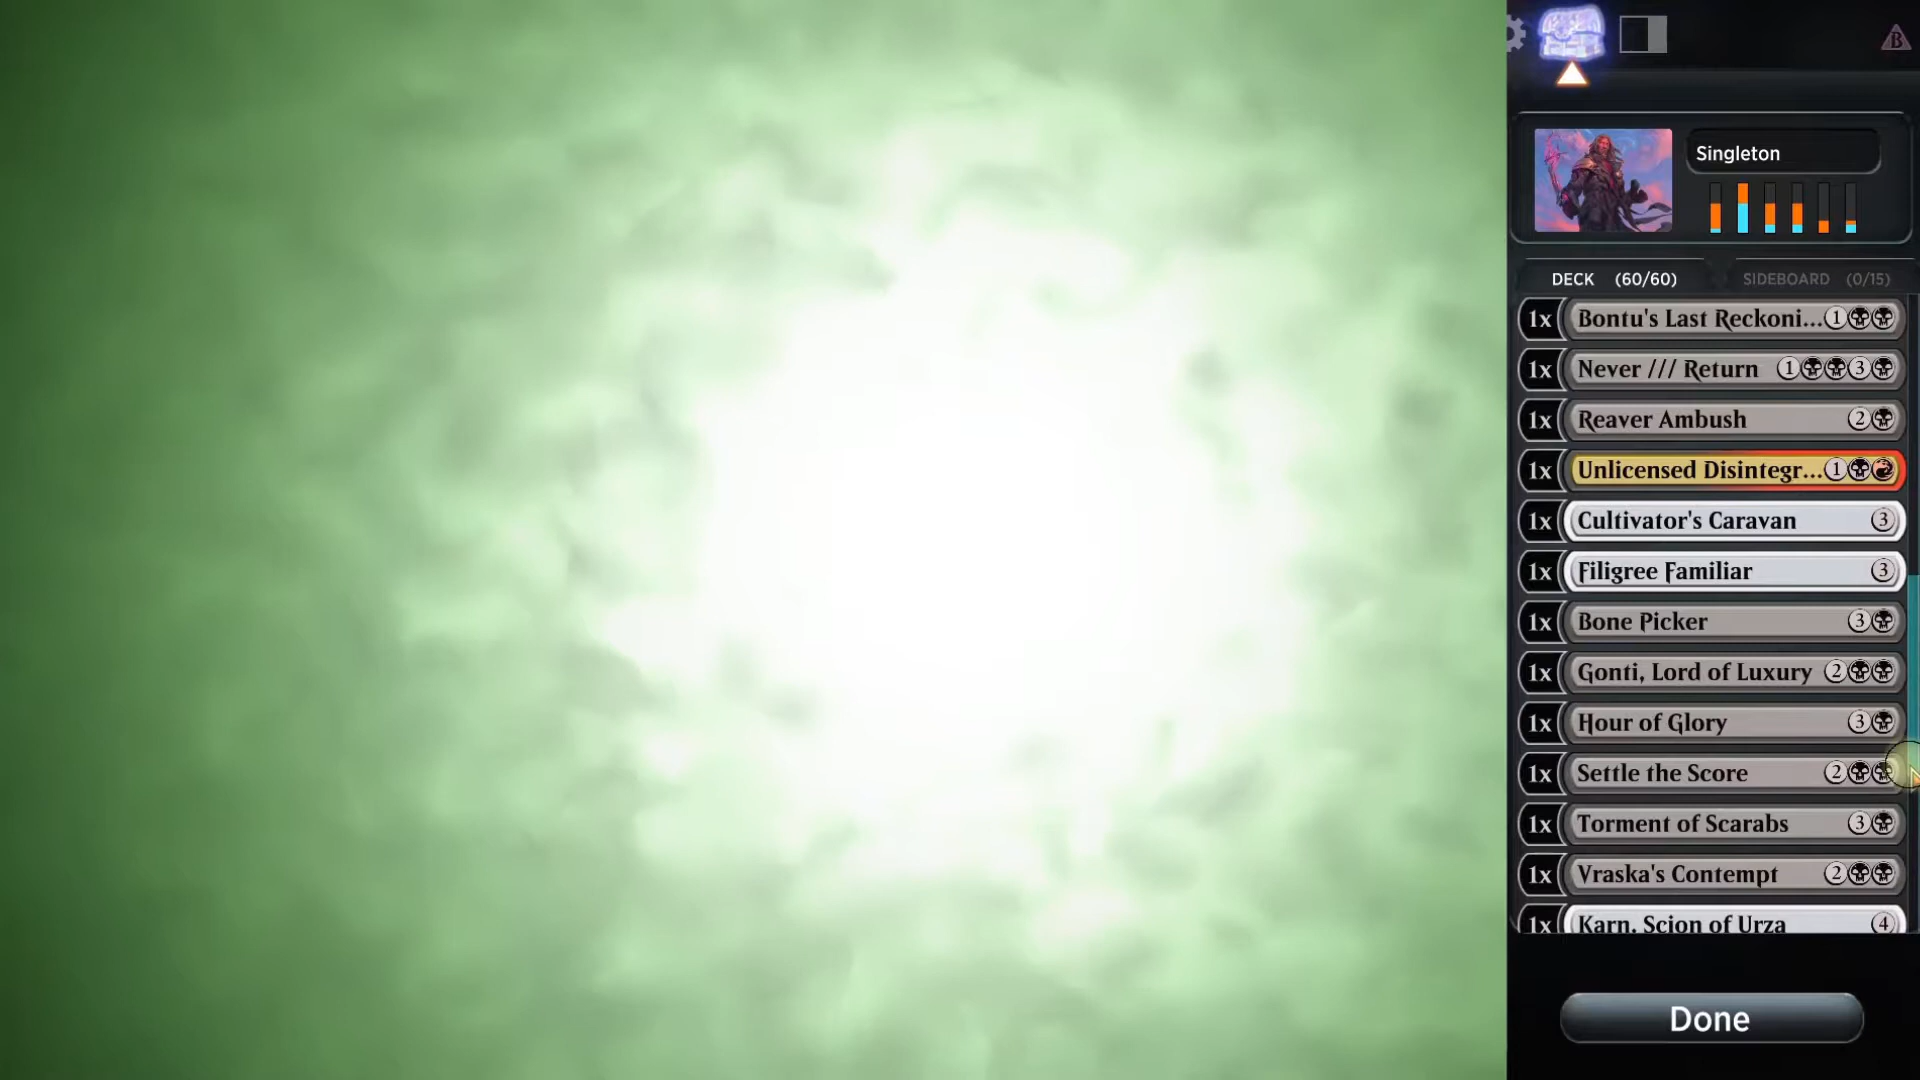 B
Singleton
DECK (60/60) SIDEBOARD (0/15)
1x Bontu's Last Reckoni... 1
1x Never /// Return 1 3
1x Reaver Ambush 2
1x Unlicensed Disintegr... 1
1x Cultivator's Caravan 3
1x Filigree Familiar 3
1x Bone Picker 3
1x Gonti, Lord of Luxury 2
1x Hour of Glory 3
1x Settle the Score 2
1x Torment of Scarabs 3
1x Vraska's Contempt 2
1x Karn, Scion of Urza 4
Done